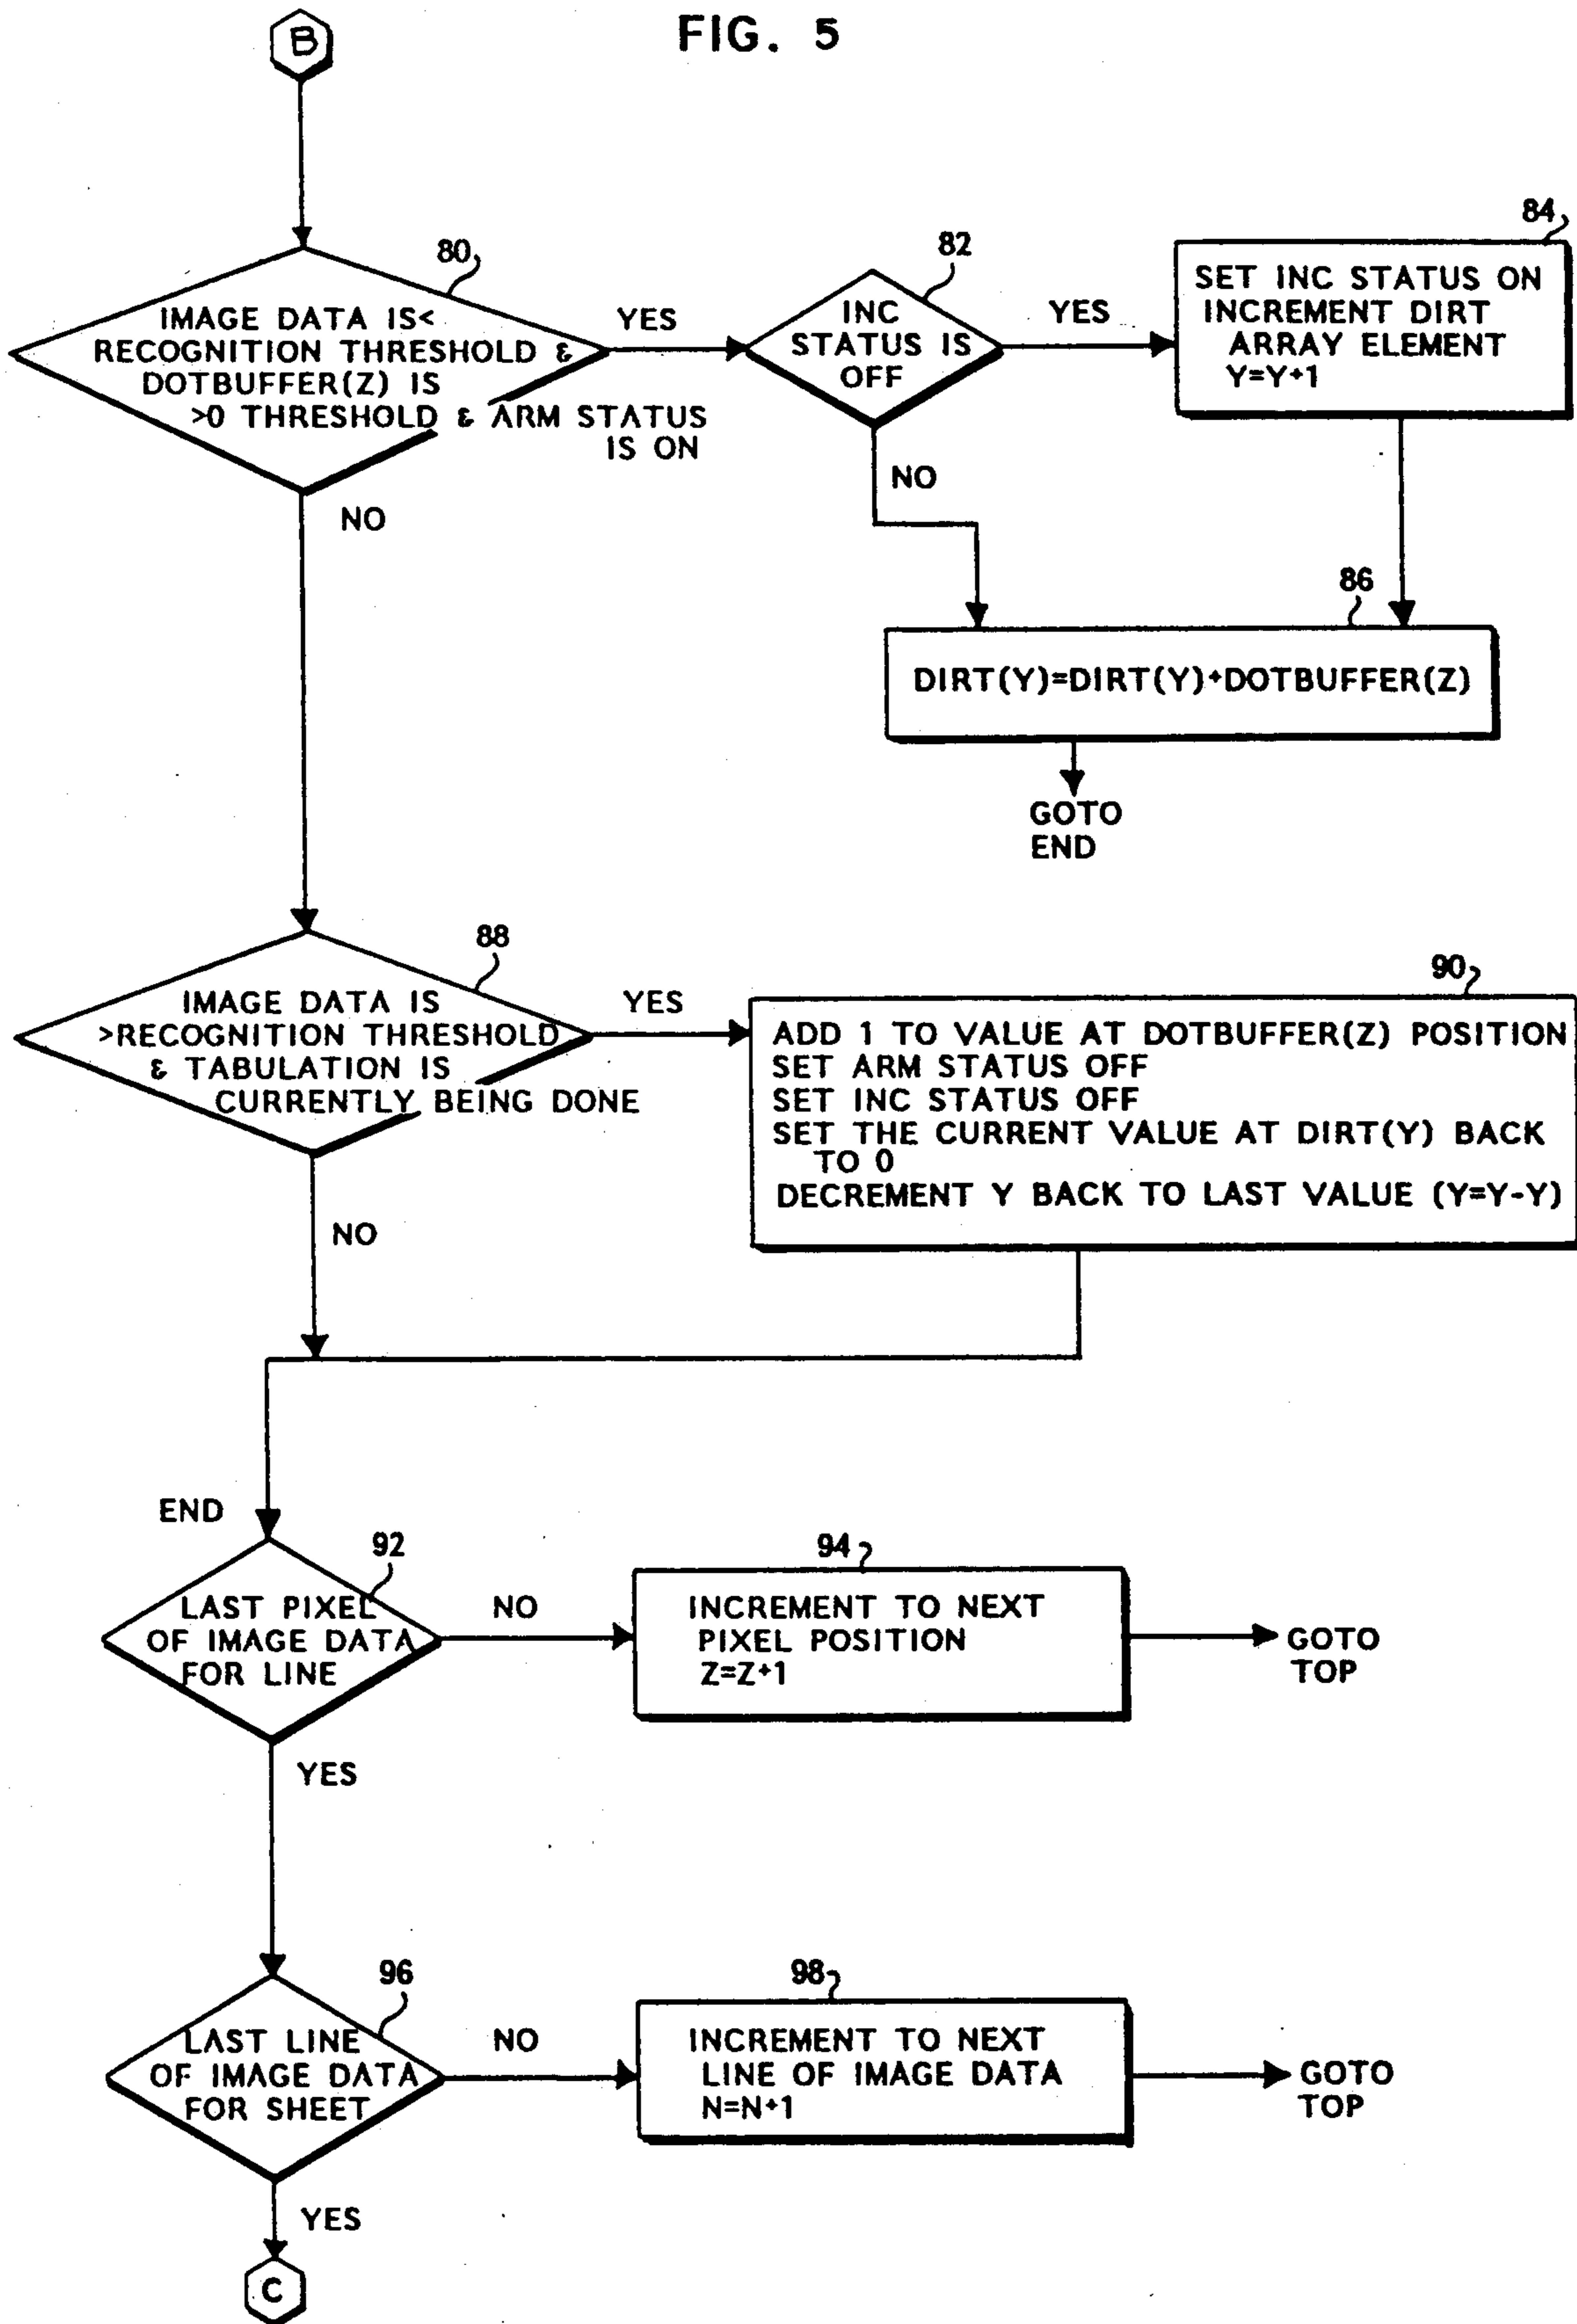 FIG. 5
B
80
IMAGE DATA IS<
RECOGNITION THRESHOLD &
DOTBUFFER(Z) IS
>0 THRESHOLD & ARM STATUS
IS ON
YES
NO
82
INC
STATUS IS
OFF
YES
NO
84
SET INC STATUS ON
INCREMENT DIRT
ARRAY ELEMENT
Y=Y+1
86
DIRT(Y)=DIRT(Y)+DOTBUFFER(Z)
GOTO
END
88
IMAGE DATA IS
>RECOGNITION THRESHOLD
& TABULATION IS
CURRENTLY BEING DONE
YES
NO
90
ADD 1 TO VALUE AT DOTBUFFER(Z) POSITION
SET ARM STATUS OFF
SET INC STATUS OFF
SET THE CURRENT VALUE AT DIRT(Y) BACK
TO 0
DECREMENT Y BACK TO LAST VALUE (Y=Y-Y)
END
92
LAST PIXEL
OF IMAGE DATA
FOR LINE
NO
YES
94
INCREMENT TO NEXT
PIXEL POSITION
Z=Z+1
GOTO
TOP
96
LAST LINE
OF IMAGE DATA
FOR SHEET
NO
YES
98
INCREMENT TO NEXT
LINE OF IMAGE DATA
N=N+1
GOTO
TOP
C